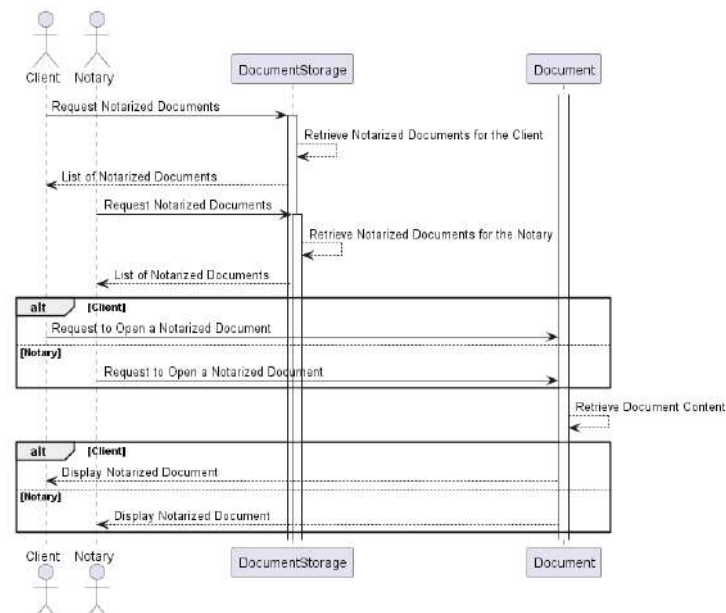 Client
Notary
DocumentStorage
Document
Request Notarized Documents
Retrieve Notarized Documents for the Client
List of Notarized Documents
Request Notarized Documents
Retrieve Notarized Documents for the Notary
List of Notarized Documents
alt [Client]
Request to Open a Notarized Document
[Notary]
Request to Open a Notarized Document
Retrieve Document Content
alt [Client]
Display Notarized Document
[Notary]
Display Notarized Document
Client
Notary
DocumentStorage
Document